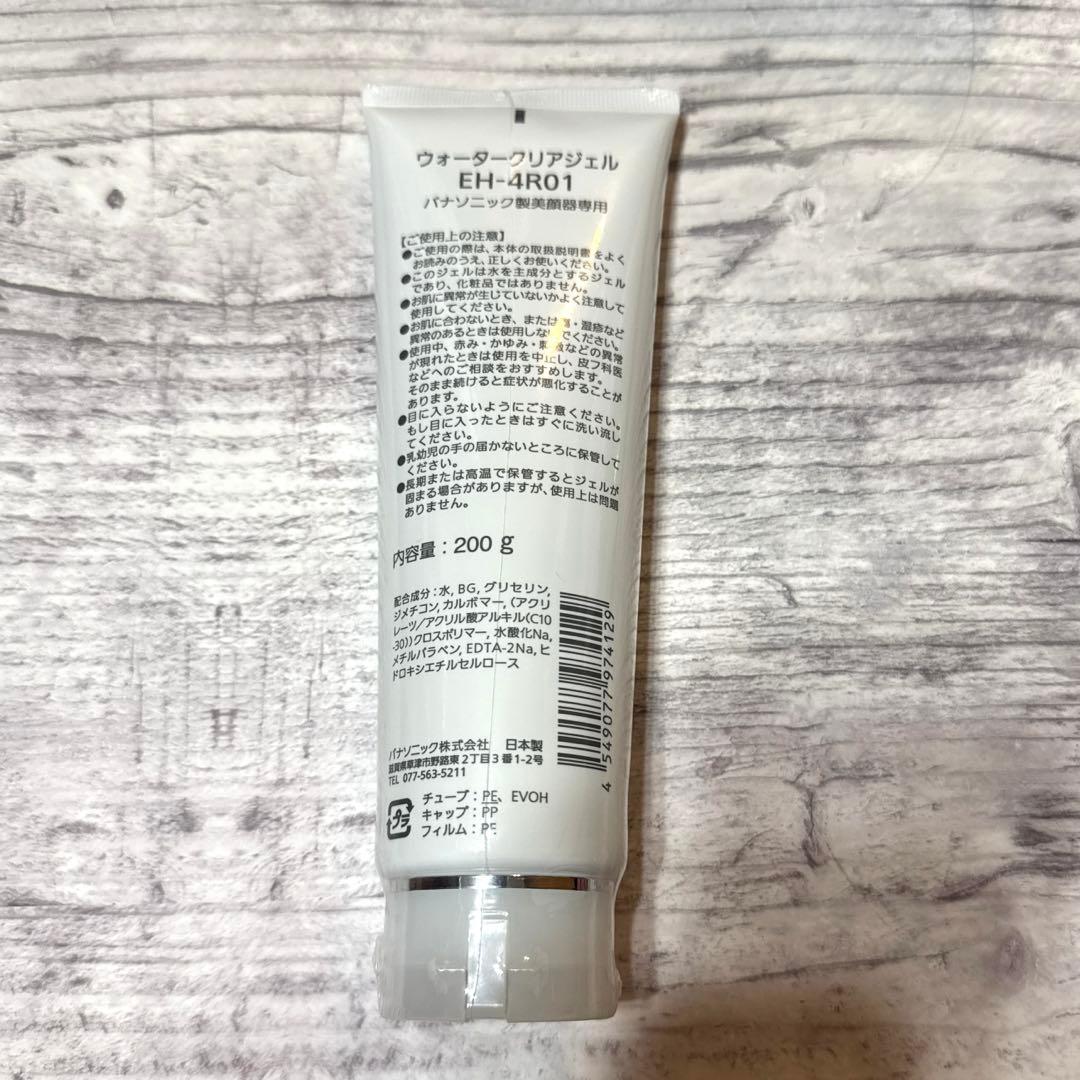 ウォータークリアジェル
EH-4R01
パナソニック製美顔器専用
【ご使用上の注意】
●ご使用の際は、本体の取扱説明書をよく
お読みのうえ、正しくお使いください。
●このジェルは水を主成分とするジェル
であり、化粧品ではありません。
●お肌に異常が生じていないかよく注意して
使用してください。
●お肌に合わないとき、または傷・湿疹など
異常のあるときは使用しないでください。
●使用中、赤み・かゆみ・刺激などの異常
が現れたときは使用を中止し、皮フ科医
などへのご相談をおすすめします。
そのまま続けると症状が悪化することが
あります。
●目に入らないようにご注意ください。
もし目に入ったときはすぐに洗い流し
てください。
●乳幼児の手の届かないところに保管して
ください。
●長期または高温で保管するとジェルが
固まる場合がありますが、使用上は問題
ありません。
内容量：200 g
配合成分：水, BG, グリセリン,
ジメチコン, カルボマー, (アクリ
レーツ／アクリル酸アルキル(C10
-30))クロスポリマー, 水酸化Na,
メチルパラベン, EDTA-2Na, ヒ
ドロキシエチルセルロース
4 549077 974129
パナソニック株式会社 日本製
滋賀県草津市野路東2丁目3番1-2号
TEL 077-563-5211
プラ
チューブ：PE、EVOH
キャップ：PP
フィルム：PE